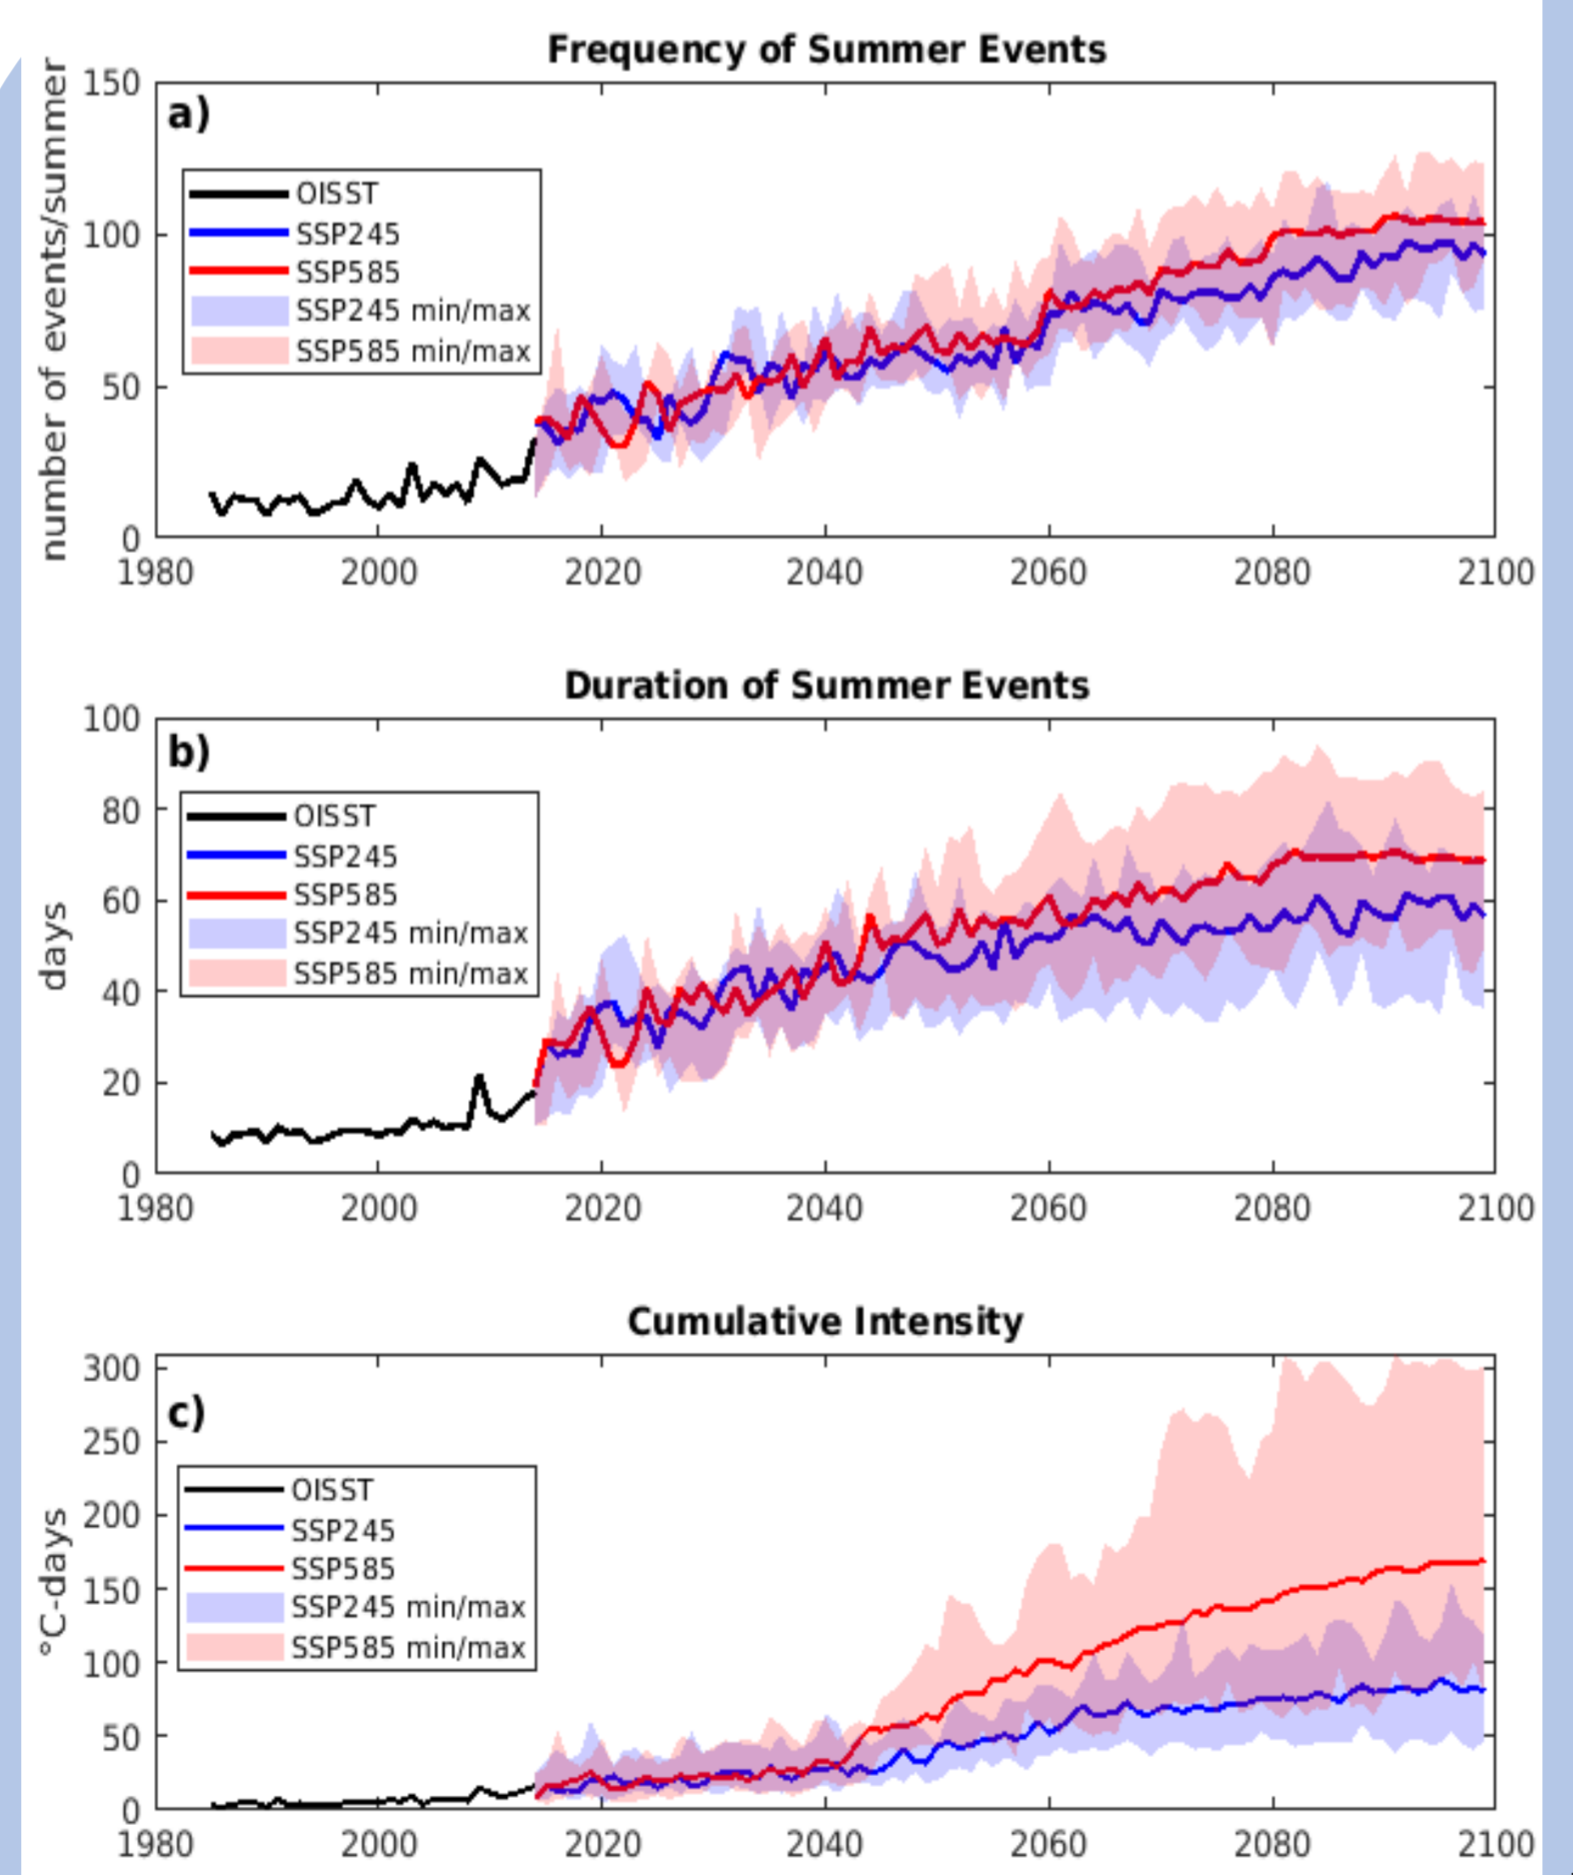 Frequency of Summer Events
a)
number of events/summer
150
100
50
0
OISST
SSP245
SSP585
SSP245 min/max
SSP585 min/max
1980 2000 2020 2040 2060 2080 2100
Duration of Summer Events
b)
days
100
80
60
40
20
0
OISST
SSP245
SSP585
SSP245 min/max
SSP585 min/max
1980 2000 2020 2040 2060 2080 2100
Cumulative Intensity
c)
°C-days
300
250
200
150
100
50
0
OISST
SSP245
SSP585
SSP245 min/max
SSP585 min/max
1980 2000 2020 2040 2060 2080 2100